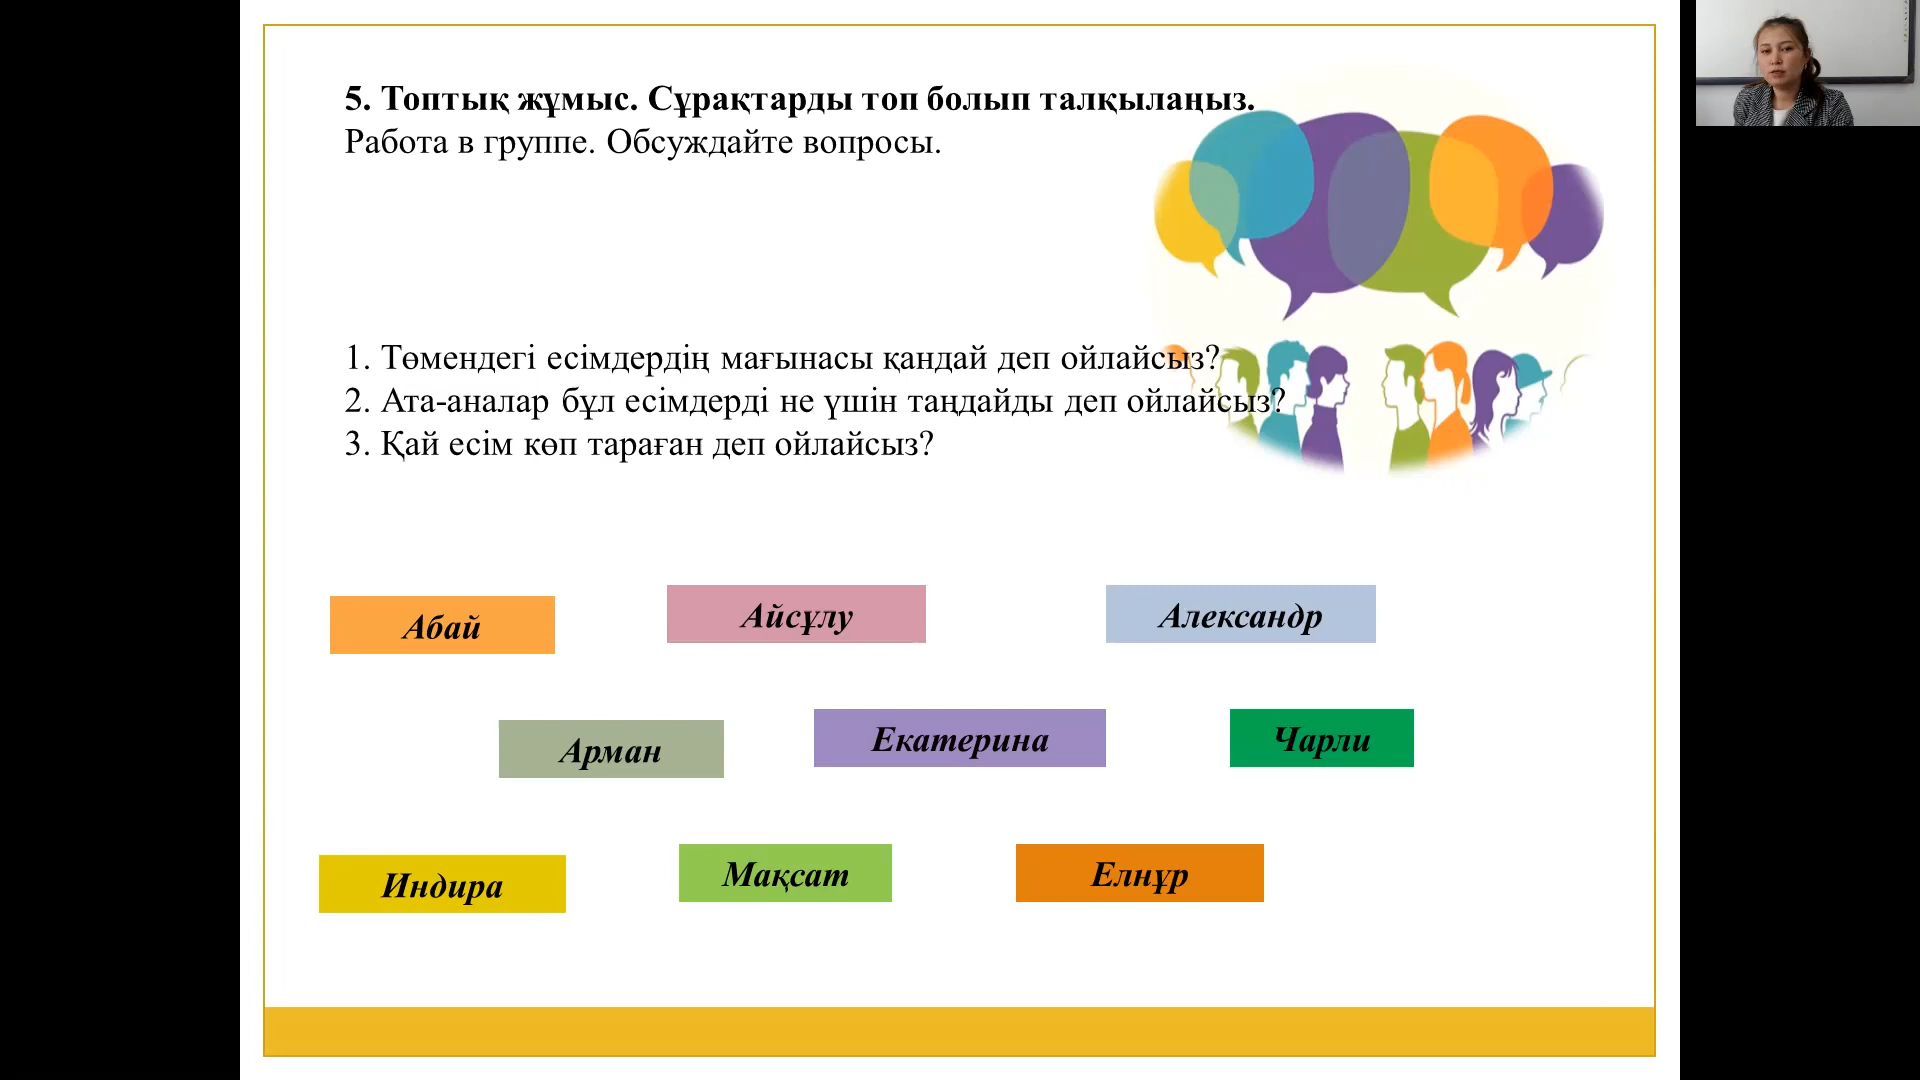 5. Топтық жұмыс. Сұрақтарды топ болып талқылаңыз.
Работа в группе. Обсуждайте вопросы.
1. Төмендегі есімдердің мағынасы қандай деп ойлайсыз?
2. Ата-аналар бұл есімдерді не үшін таңдайды деп ойлайсыз?
3. Қай есім көп тараған деп ойлайсыз?
Абай
Айсұлу
Александр
Арман
Екатерина
Чарли
Индира
Мақсат
Елнұр